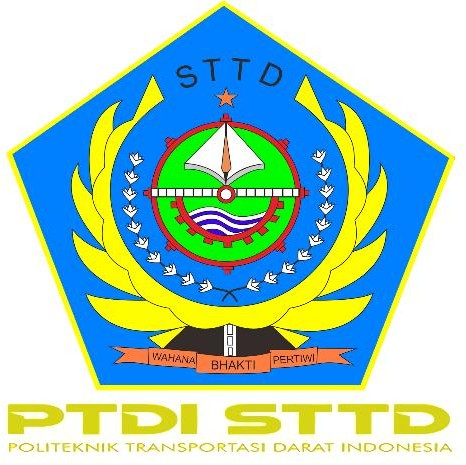 STTD
WAHANA BHAKTI PERTIWI
PTDI STTD
POLITEKNIK TRANSPORTASI DARAT INDONESIA